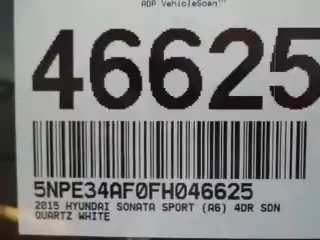 ADP VehicleScan™
46625
5NPE34AF0FH046625
2015 HYUNDAI SONATA SPORT (A6) 4DR SDN
QUARTZ WHITE